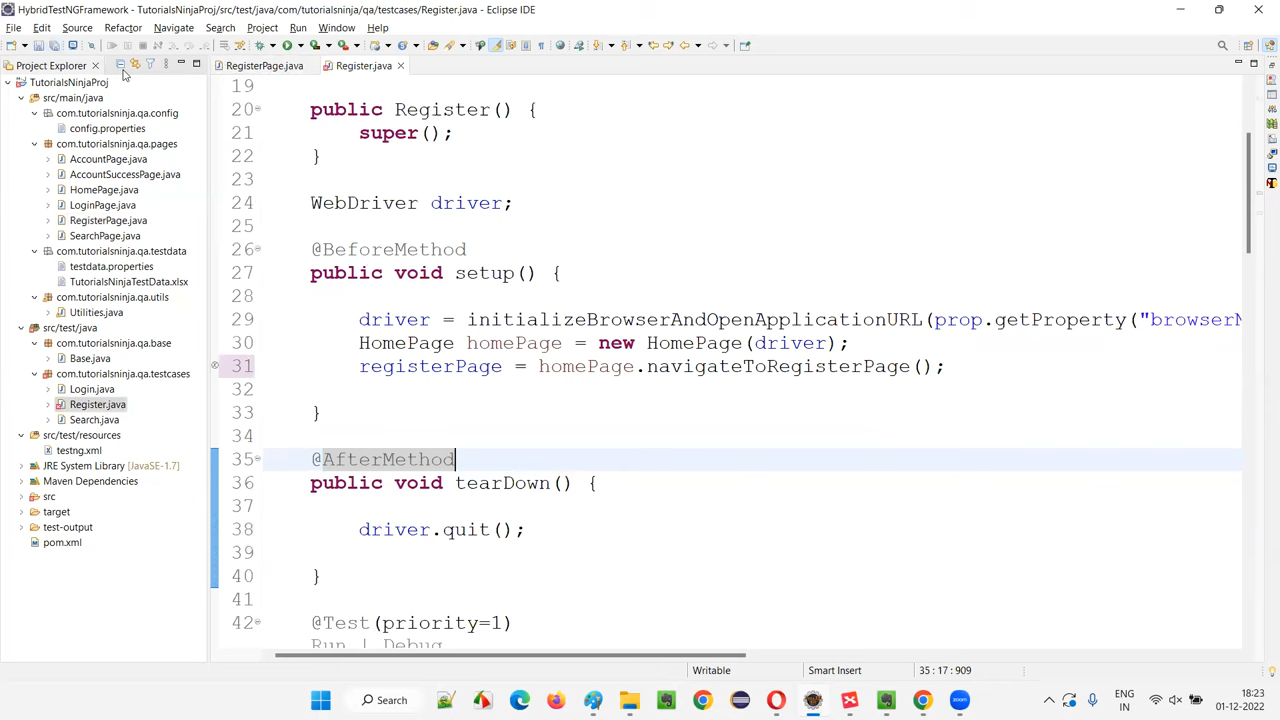 HybridTestNGFramework - TutorialsNinjaProj/src/test/java/com/tutorialsninja/qa/testcases/Register.java - Eclipse IDE
File Edit Source Refactor Navigate Search Project Run Window Help
Project Explorer
RegisterPage.java
Register.java
TutorialsNinjaProj
src/main/java
com.tutorialsninja.qa.config
config.properties
com.tutorialsninja.qa.pages
AccountPage.java
AccountSuccessPage.java
HomePage.java
LoginPage.java
RegisterPage.java
SearchPage.java
com.tutorialsninja.qa.testdata
testdata.properties
TutorialsNinjaTestData.xlsx
com.tutorialsninja.qa.utils
Utilities.java
src/test/java
com.tutorialsninja.qa.base
Base.java
com.tutorialsninja.qa.testcases
Login.java
Register.java
Search.java
src/test/resources
testng.xml
JRE System Library [JavaSE-1.7]
Maven Dependencies
src
target
test-output
pom.xml
19
20 public Register() {
21 super();
22 }
23
24 WebDriver driver;
25
26 @BeforeMethod
27 public void setup() {
28
29 driver = initializeBrowserAndOpenApplicationURL(prop.getProperty("browserN
30 HomePage homePage = new HomePage(driver);
31 registerPage = homePage.navigateToRegisterPage();
32
33 }
34
35 @AfterMethod
36 public void tearDown() {
37
38 driver.quit();
39
40 }
41
42 @Test(priority=1)
Run | Debug
Writable
Smart Insert
35 : 17 : 909
Search
ENG
IN
18:23
01-12-2022